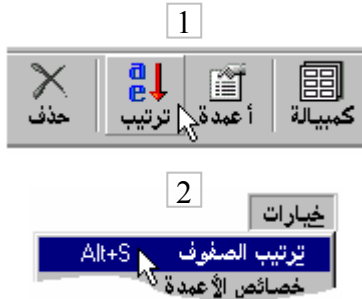 1
كمبيالة أعمدة ترتيب حذف
2
خيارات
ترتيب الصفوف Alt+S
خصائص الأعمدة